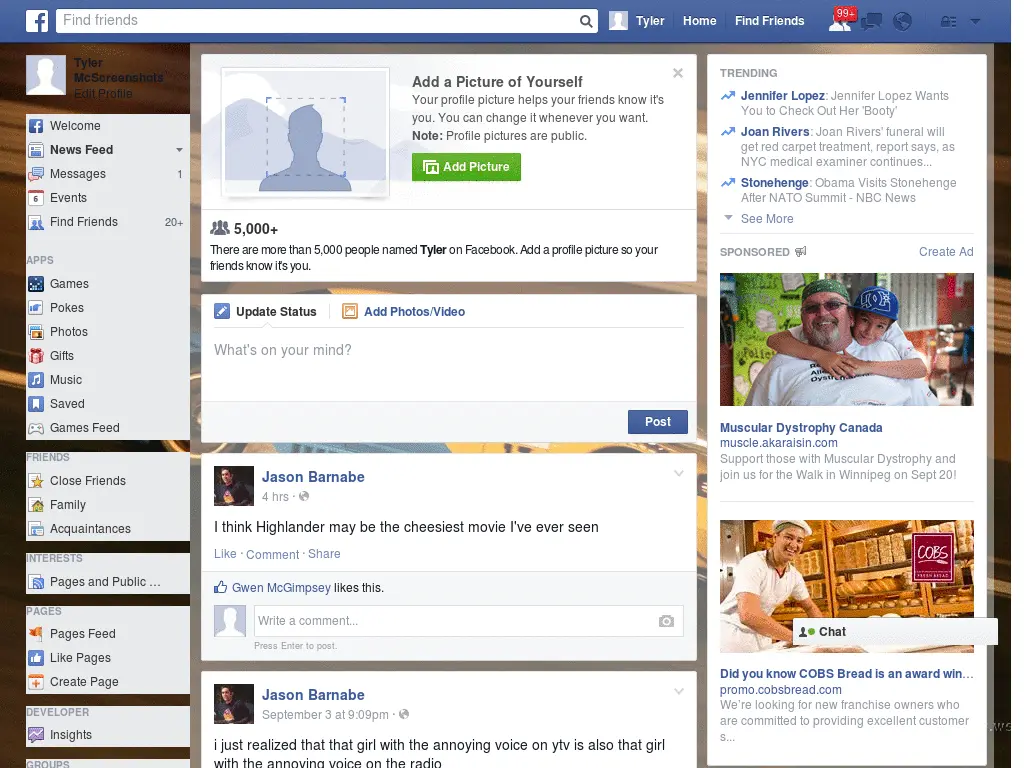 Find friends
Tyler
Home
Find Friends
99+
Tyler
McScreenshots
Edit Profile
Welcome
News Feed
Messages 1
6 Events
Find Friends 20+
APPS
Games
Pokes
Photos
Gifts
Music
Saved
Games Feed
FRIENDS
Close Friends
Family
Acquaintances
INTERESTS
Pages and Public ...
PAGES
Pages Feed
Like Pages
Create Page
DEVELOPER
Insights
GROUPS
Add a Picture of Yourself
Your profile picture helps your friends know it's
you. You can change it whenever you want.
Note: Profile pictures are public.
Add Picture
5,000+
There are more than 5,000 people named Tyler on Facebook. Add a profile picture so your
friends know it's you.
Update Status
Add Photos/Video
What's on your mind?
Post
Jason Barnabe
4 hrs ·
I think Highlander may be the cheesiest movie I've ever seen
Like · Comment · Share
Gwen McGimpsey likes this.
Write a comment...
Press Enter to post.
Jason Barnabe
September 3 at 9:09pm ·
i just realized that that girl with the annoying voice on ytv is also that girl
with the annoying voice on the radio
TRENDING
Jennifer Lopez: Jennifer Lopez Wants
You to Check Out Her 'Booty'
Joan Rivers: Joan Rivers' funeral will
get red carpet treatment, report says, as
NYC medical examiner continues...
Stonehenge: Obama Visits Stonehenge
After NATO Summit - NBC News
See More
SPONSORED
Create Ad
Muscular Dystrophy Canada
muscle.akaraisin.com
Support those with Muscular Dystrophy and
join us for the Walk in Winnipeg on Sept 20!
COBS
FRESH BREAD
Chat
Did you know COBS Bread is an award win...
promo.cobsbread.com
We're looking for new franchise owners who
are committed to providing excellent customer
s...